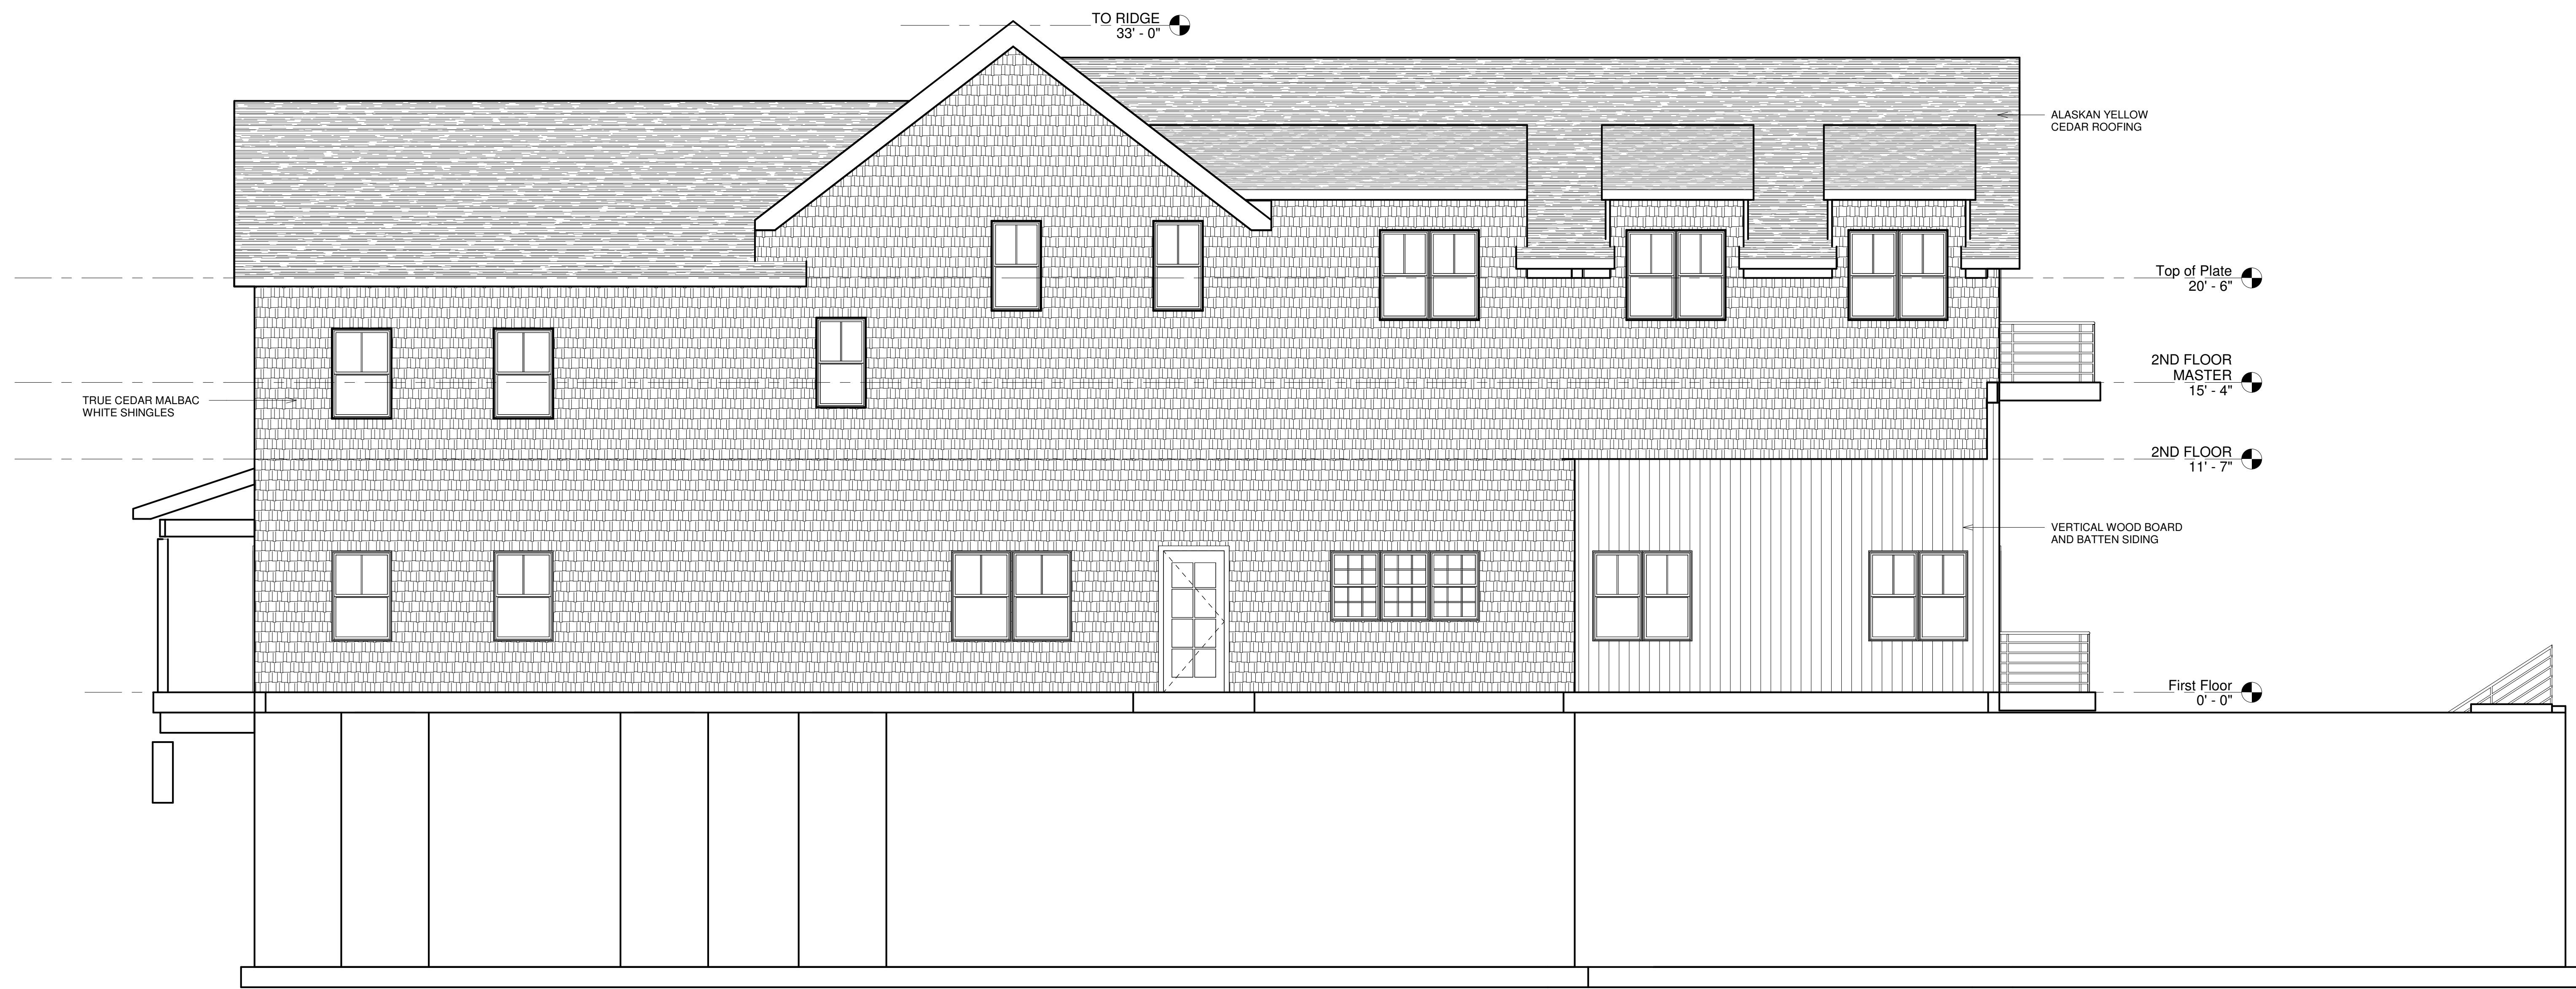 TO RIDGE
33' - 0"
ALASKAN YELLOW
CEDAR ROOFING
Top of Plate
20' - 6"
2ND FLOOR
MASTER
15' - 4"
TRUE CEDAR MALBAC
WHITE SHINGLES
2ND FLOOR
11' - 7"
VERTICAL WOOD BOARD
AND BATTEN SIDING
First Floor
0' - 0"